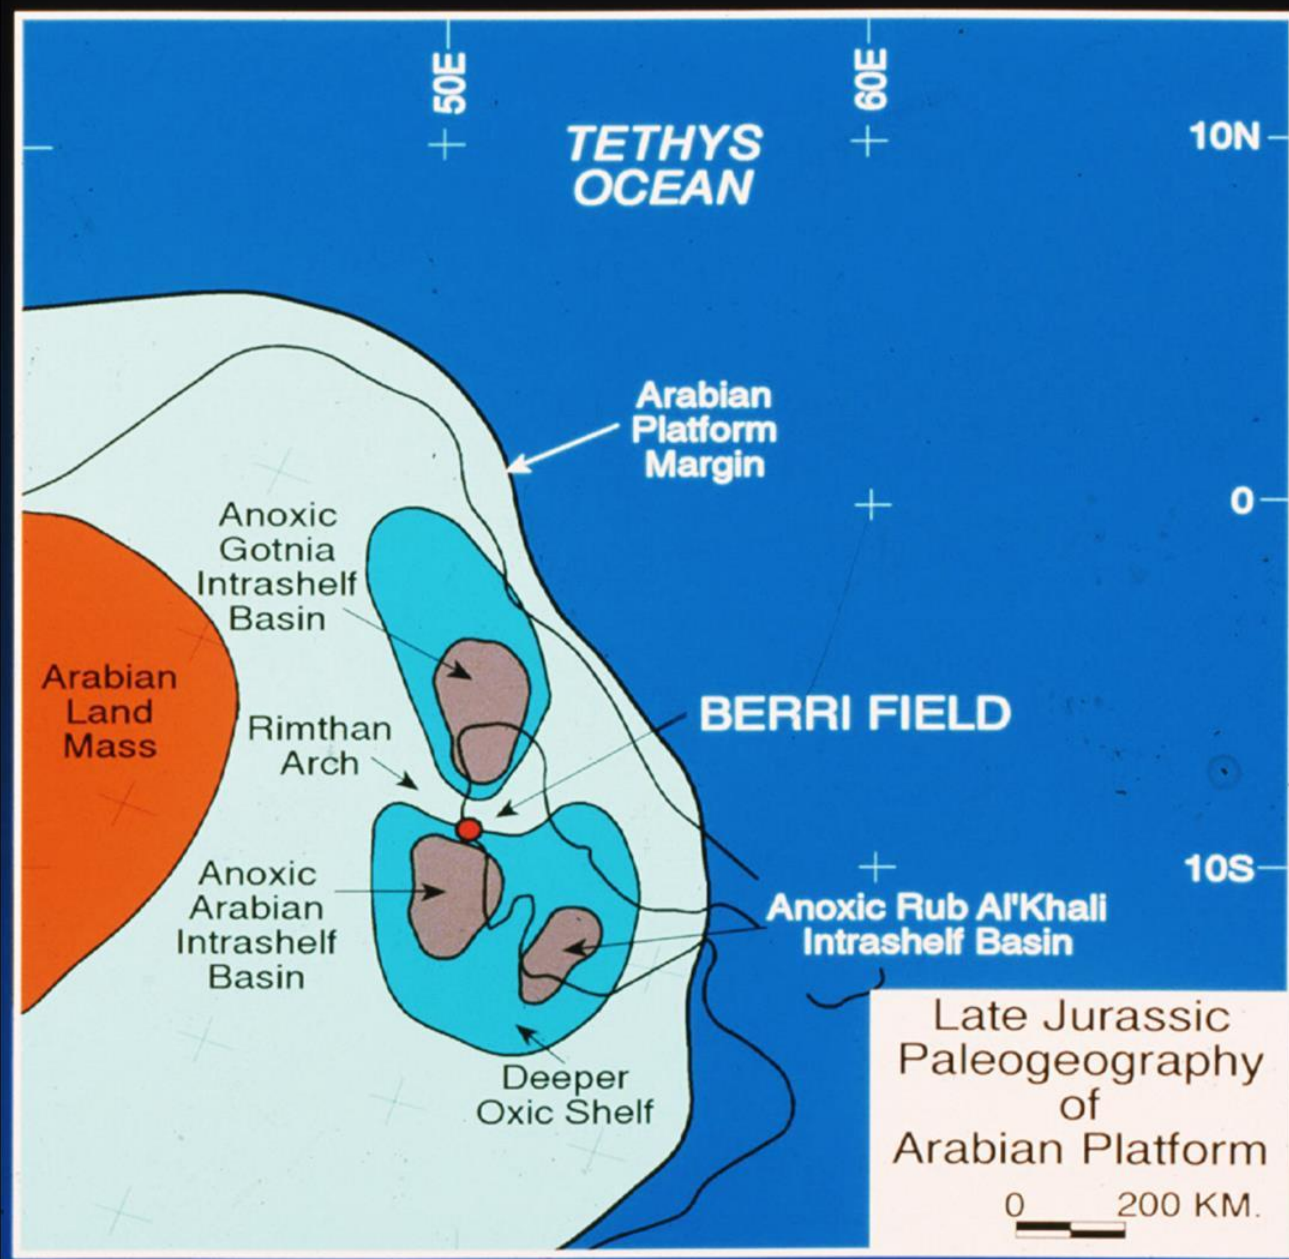 50E
60E
TETHYS
OCEAN
10N
Arabian
Platform
Margin
0
Anoxic
Gotnia
Intrashelf
Basin
Arabian
Land
Mass
Rimthan
Arch
BERRI FIELD
Anoxic
Arabian
Intrashelf
Basin
10S
Anoxic Rub Al'Khali
Intrashelf Basin
Deeper
Oxic Shelf
Late Jurassic
Paleogeography
of
Arabian Platform
0 200 KM.